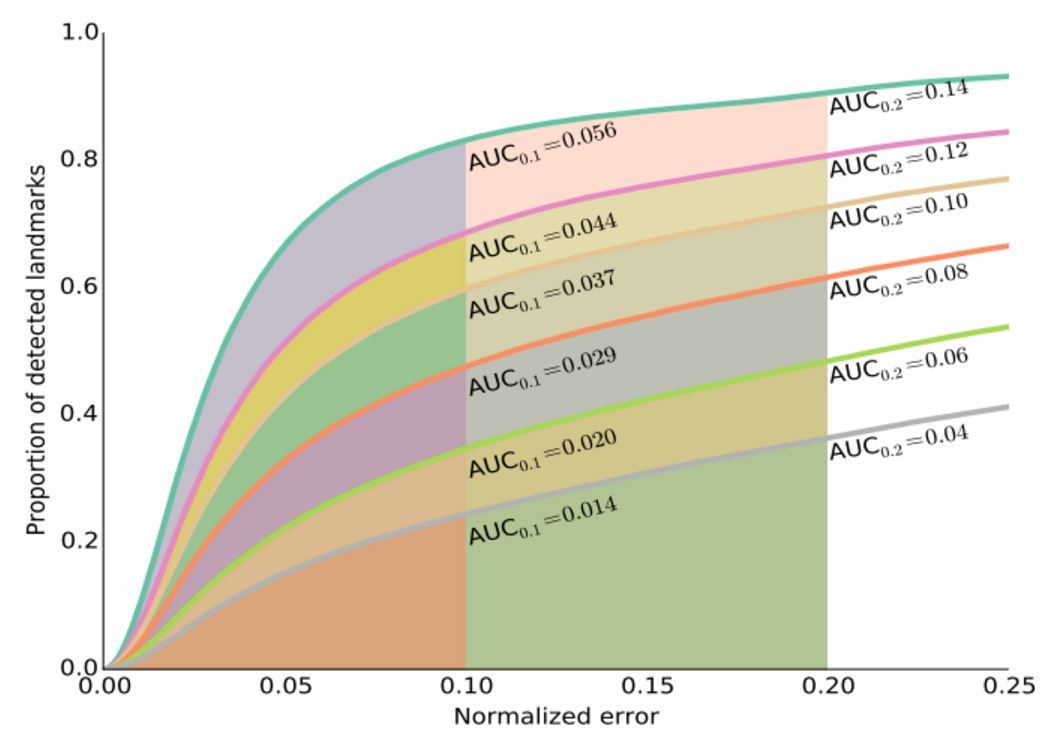 1.0
0.8
0.6
0.4
0.2
0.0
Proportion of detected landmarks
AUC0.1=0.056
AUC0.1=0.044
AUC0.1=0.037
AUC0.1=0.029
AUC0.1=0.020
AUC0.1=0.014
AUC0.2=0.14
AUC0.2=0.12
AUC0.2=0.10
AUC0.2=0.08
AUC0.2=0.06
AUC0.2=0.04
0.00 0.05 0.10 0.15 0.20 0.25
Normalized error